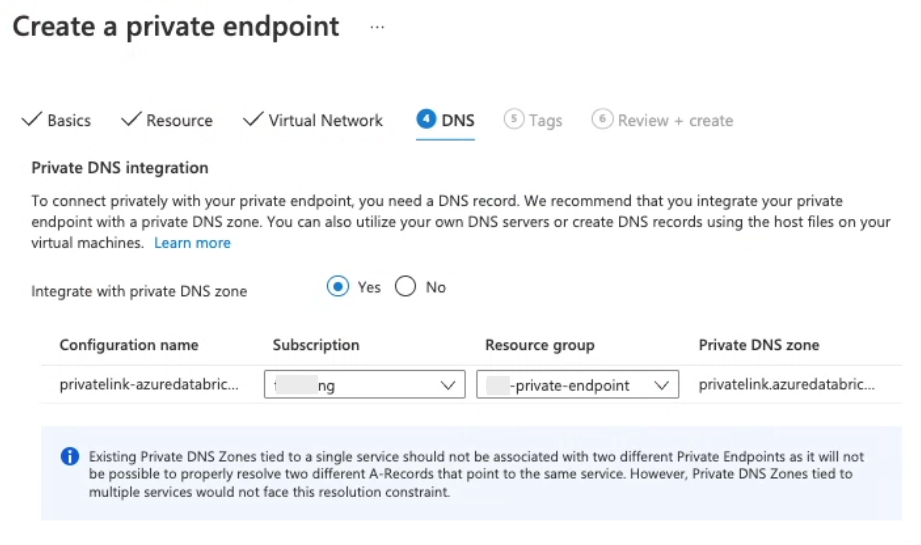 Create a private endpoint ...
Basics Resource Virtual Network 4 DNS 5 Tags 6 Review + create
Private DNS integration
To connect privately with your private endpoint, you need a DNS record. We recommend that you integrate your private
endpoint with a private DNS zone. You can also utilize your own DNS servers or create DNS records using the host files on your
virtual machines. Learn more
Integrate with private DNS zone Yes No
Configuration name Subscription Resource group Private DNS zone
privatelink-azuredatabric... ng -private-endpoint privatelink.azuredatabric...
Existing Private DNS Zones tied to a single service should not be associated with two different Private Endpoints as it will not
be possible to properly resolve two different A-Records that point to the same service. However, Private DNS Zones tied to
multiple services would not face this resolution constraint.